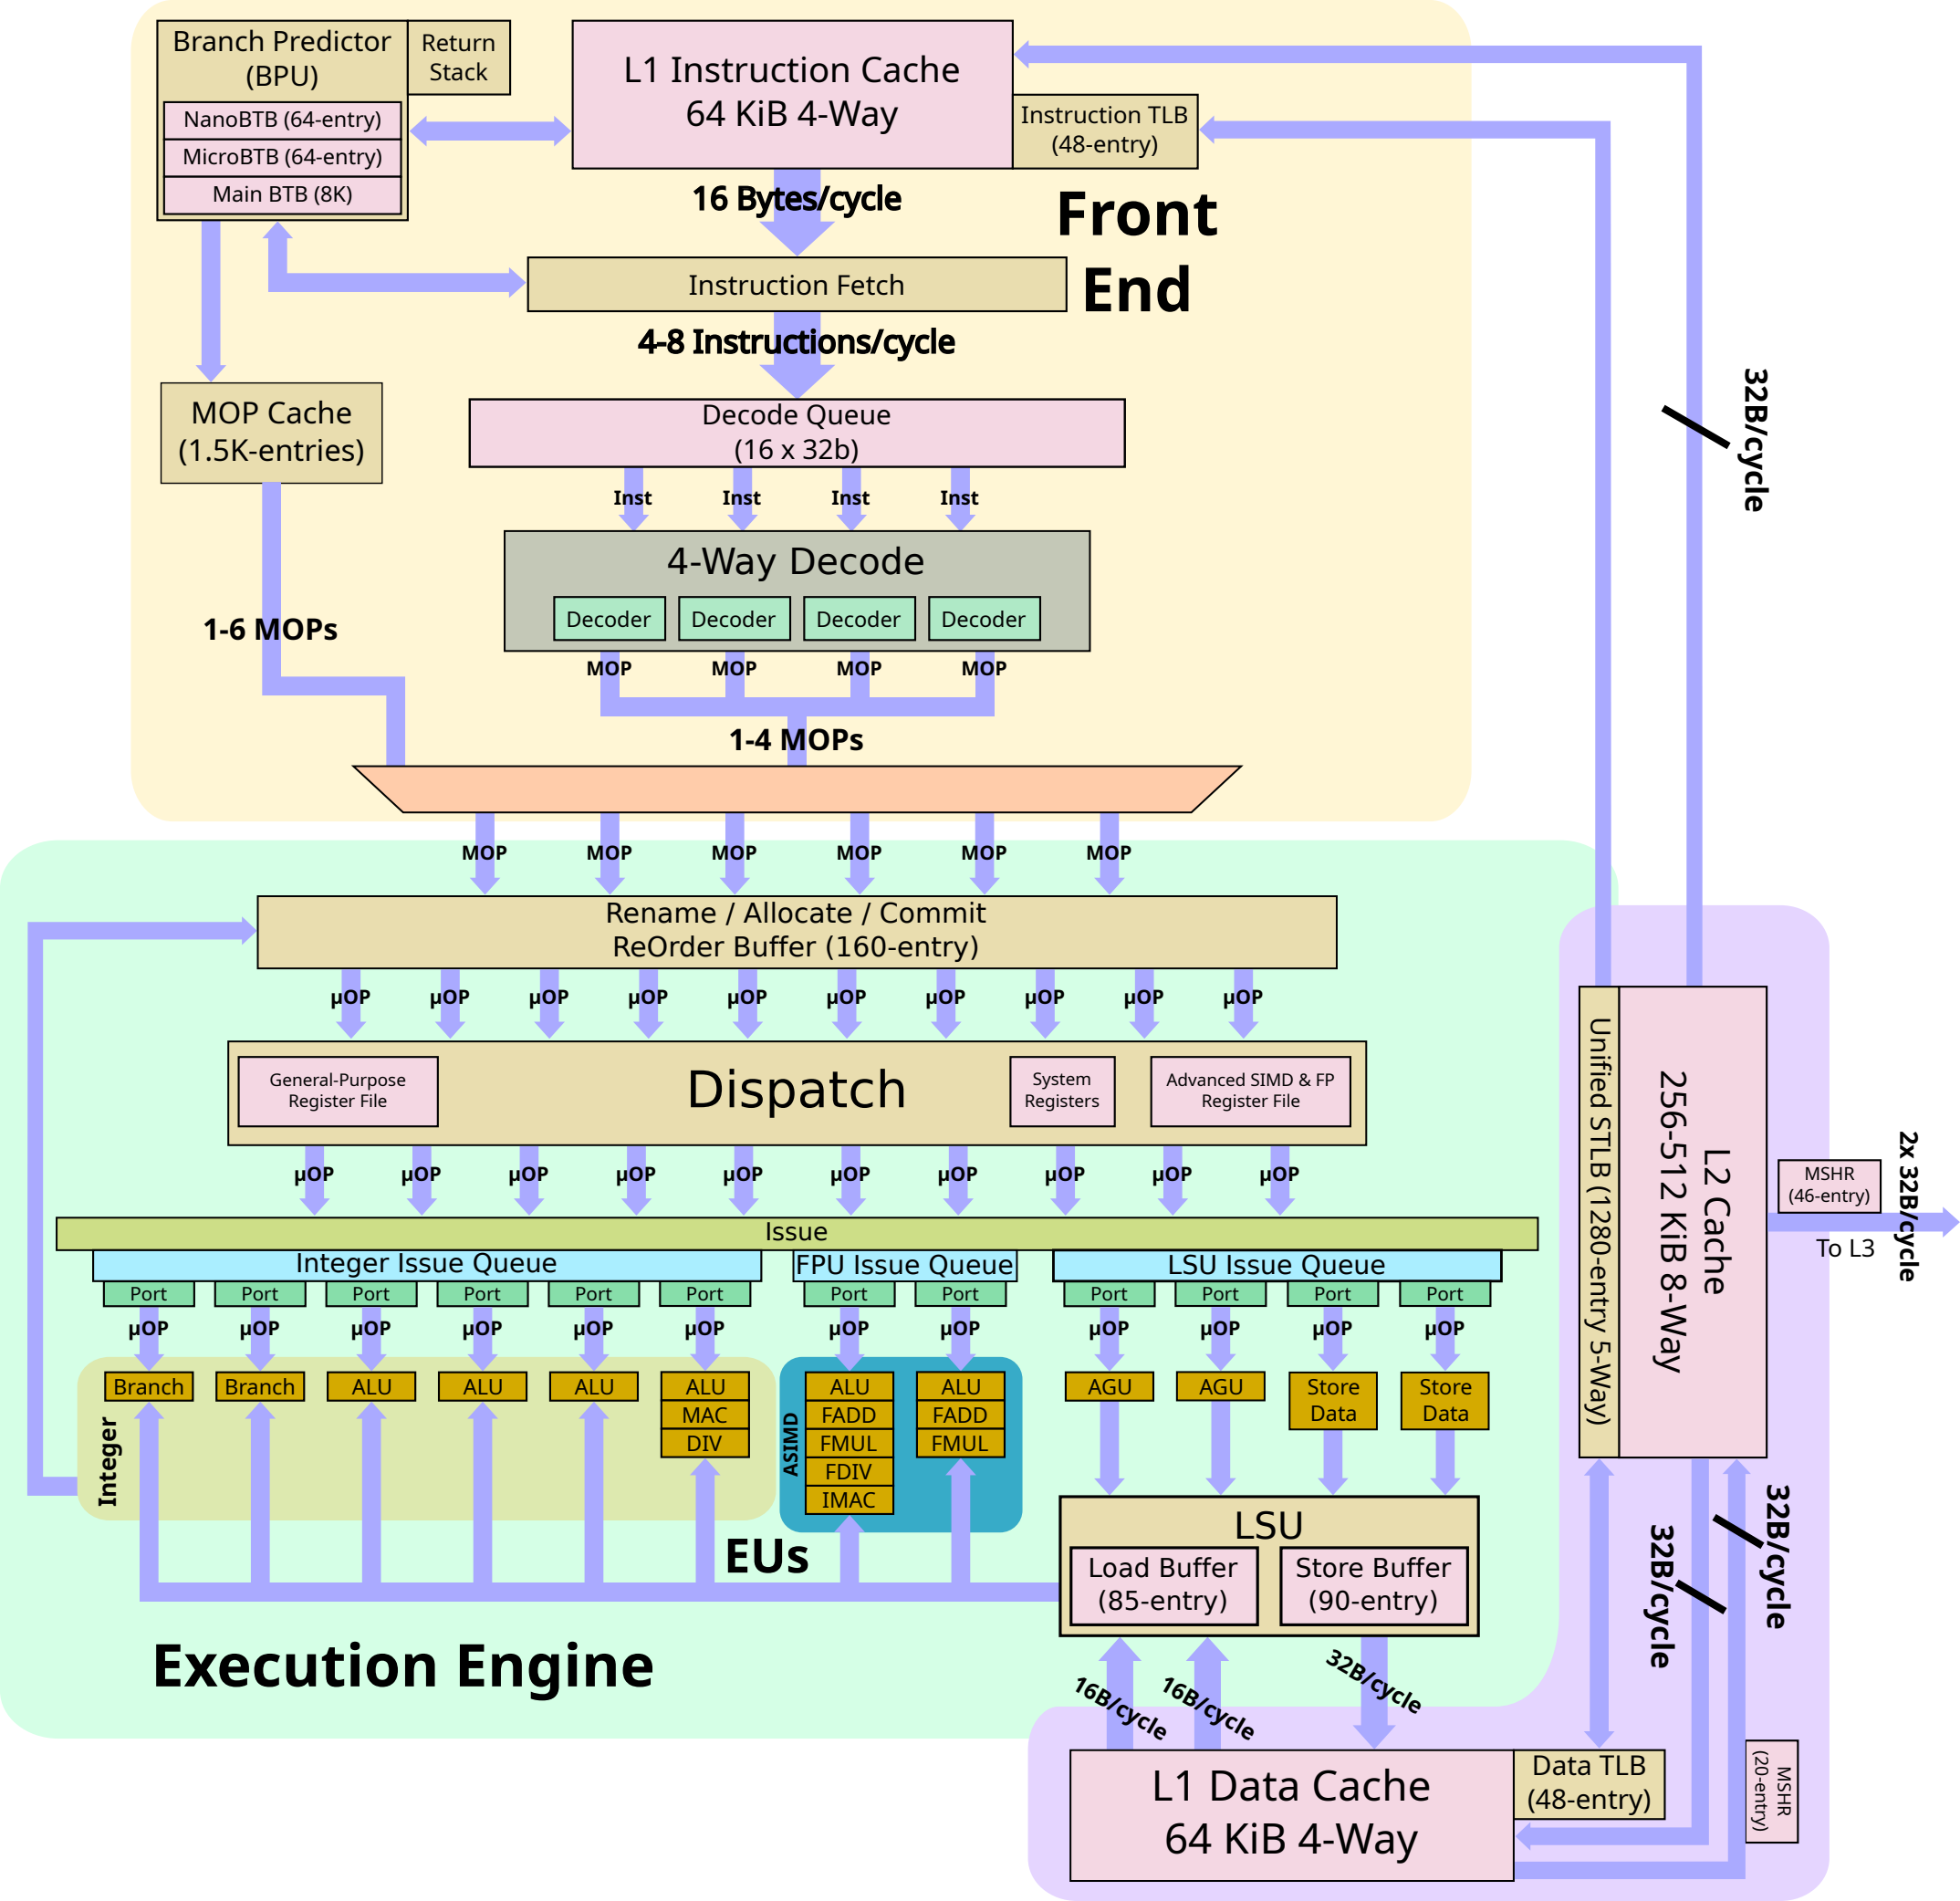 Branch Predictor
(BPU)
Return
Stack
NanoBTB (64-entry)
MicroBTB (64-entry)
Main BTB (8K)
L1 Instruction Cache
64 KiB 4-Way
Instruction TLB
(48-entry)
16 Bytes/cycle
Front
End
Instruction Fetch
4-8 Instructions/cycle
32B/cycle
MOP Cache
(1.5K-entries)
Decode Queue
(16 x 32b)
Inst Inst Inst Inst
4-Way Decode
Decoder Decoder Decoder Decoder
1-6 MOPs
MOP MOP MOP MOP
1-4 MOPs
MOP MOP MOP MOP MOP MOP
Rename / Allocate / Commit
ReOrder Buffer (160-entry)
µOP µOP µOP µOP µOP µOP µOP µOP µOP µOP
General-Purpose
Register File
Dispatch
System
Registers
Advanced SIMD & FP
Register File
µOP µOP µOP µOP µOP µOP µOP µOP µOP µOP
Issue
Integer Issue Queue
FPU Issue Queue
LSU Issue Queue
Port Port Port Port Port Port Port Port Port Port Port Port
µOP µOP µOP µOP µOP µOP µOP µOP µOP µOP µOP µOP
Integer
Branch
Branch
ALU
ALU
ALU
ALU
MAC
DIV
ASIMD
ALU
FADD
FMUL
FDIV
IMAC
ALU
FADD
FMUL
AGU
AGU
Store
Data
Store
Data
EUs
LSU
Load Buffer
(85-entry)
Store Buffer
(90-entry)
Execution Engine
16B/cycle
16B/cycle
32B/cycle
L1 Data Cache
64 KiB 4-Way
Data TLB
(48-entry)
MSHR
(20-entry)
32B/cycle
32B/cycle
Unified STLB (1280-entry 5-Way)
L2 Cache
256-512 KiB 8-Way
MSHR
(46-entry)
To L3
2x 32B/cycle